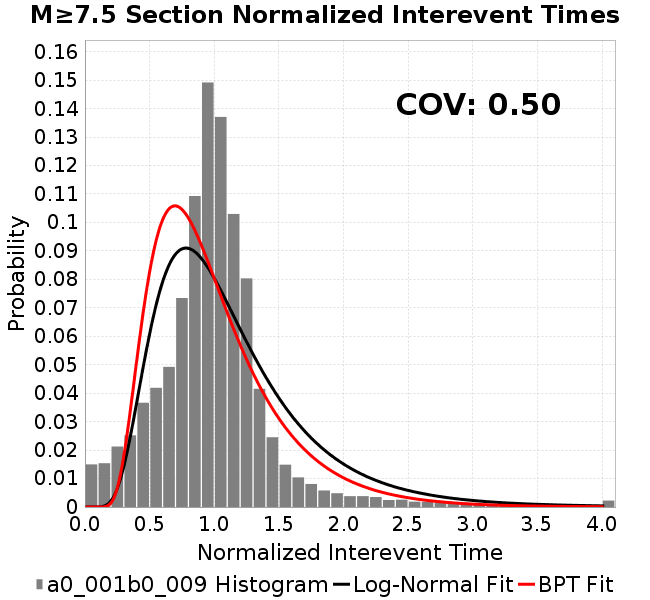 M≥7.5 Section Normalized Interevent Times
COV: 0.50
Probability
0.16
0.15
0.14
0.13
0.12
0.11
0.1
0.09
0.08
0.07
0.06
0.05
0.04
0.03
0.02
0.01
0
0.0 0.5 1.0 1.5 2.0 2.5 3.0 3.5 4.0
Normalized Interevent Time
a0_001b0_009 Histogram Log-Normal Fit BPT Fit